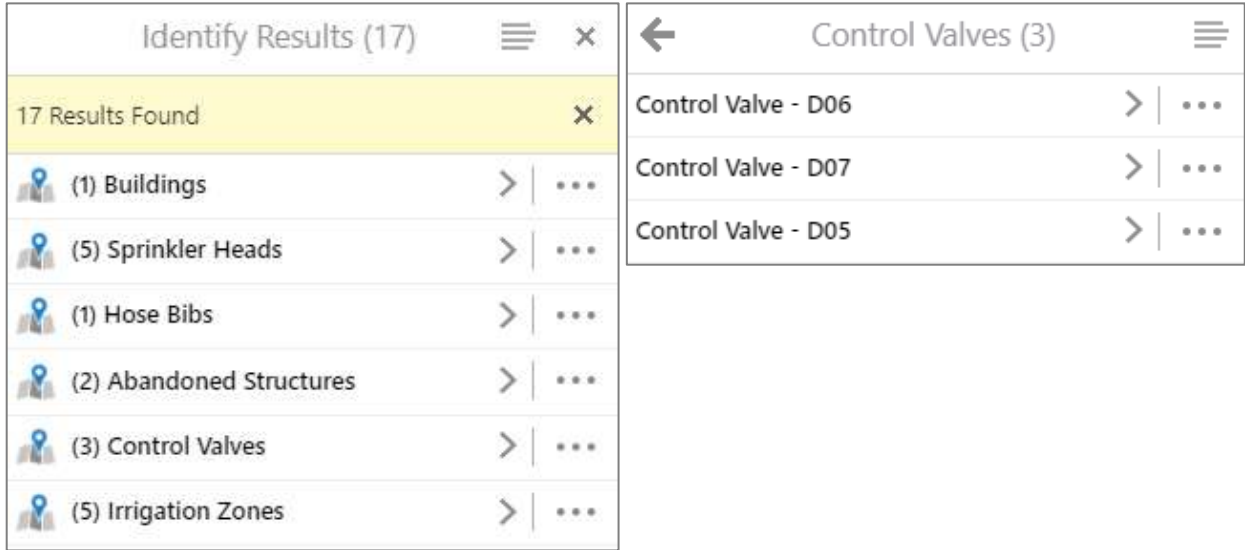 Identify Results (17)
17 Results Found
(1) Buildings
(5) Sprinkler Heads
(1) Hose Bibs
(2) Abandoned Structures
(3) Control Valves
(5) Irrigation Zones
Control Valves (3)
Control Valve - D06
Control Valve - D07
Control Valve - D05